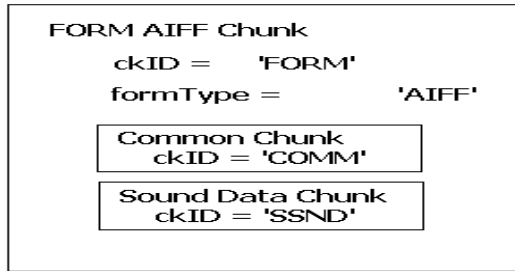 FORM AIFF Chunk
ckID = 'FORM'
formType = 'AIFF'
Common Chunk
ckID = 'COMM'
Sound Data Chunk
ckID = 'SSND'